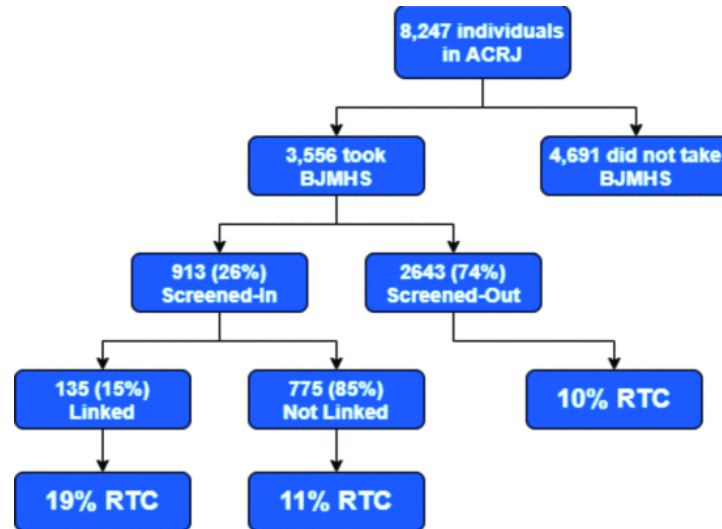 8,247 individuals
in ACRJ
3,556 took
BJMHS
4,691 did not take
BJMHS
913 (26%)
Screened-In
2643 (74%)
Screened-Out
135 (15%)
Linked
775 (85%)
Not Linked
10% RTC
19% RTC
11% RTC